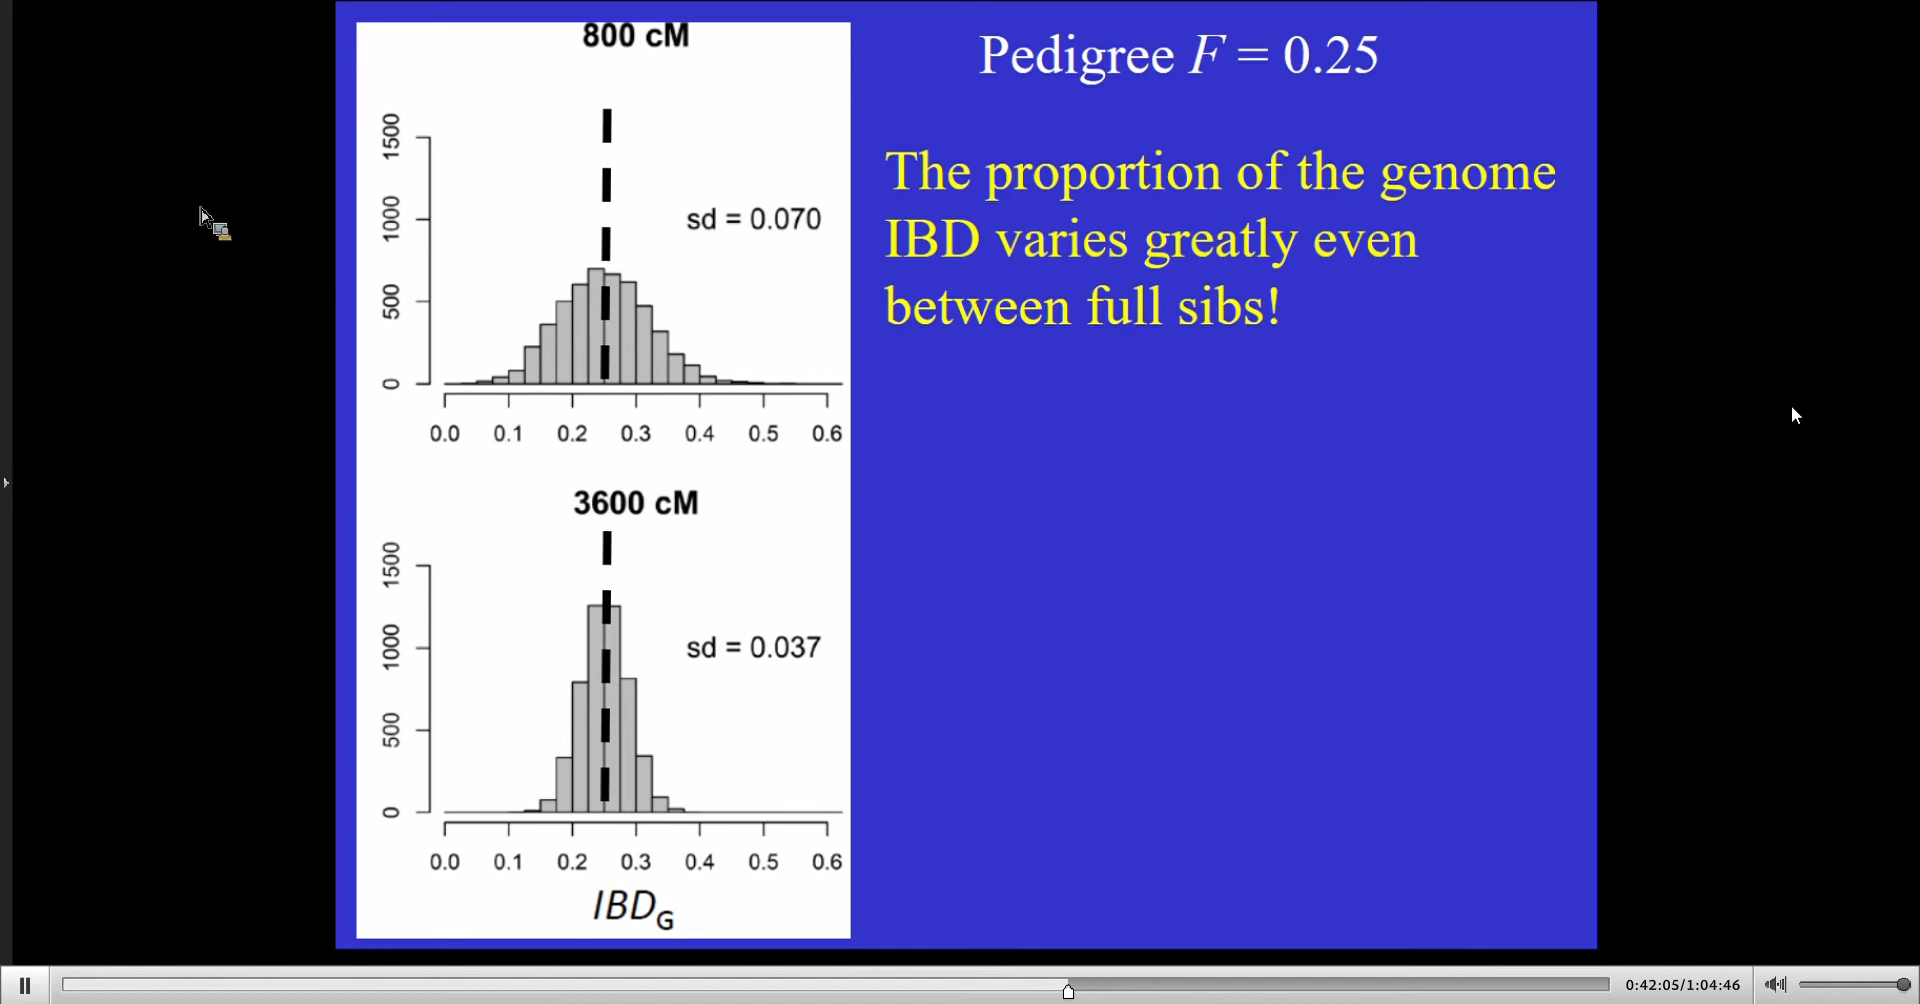 800 cM
Pedigree F = 0.25
The proportion of the genome
IBD varies greatly even
between full sibs!
1500
1000
500
0
sd = 0.070
0.0 0.1 0.2 0.3 0.4 0.5 0.6
3600 cM
1500
1000
500
0
sd = 0.037
0.0 0.1 0.2 0.3 0.4 0.5 0.6
IBDG
0:42:05/1:04:46